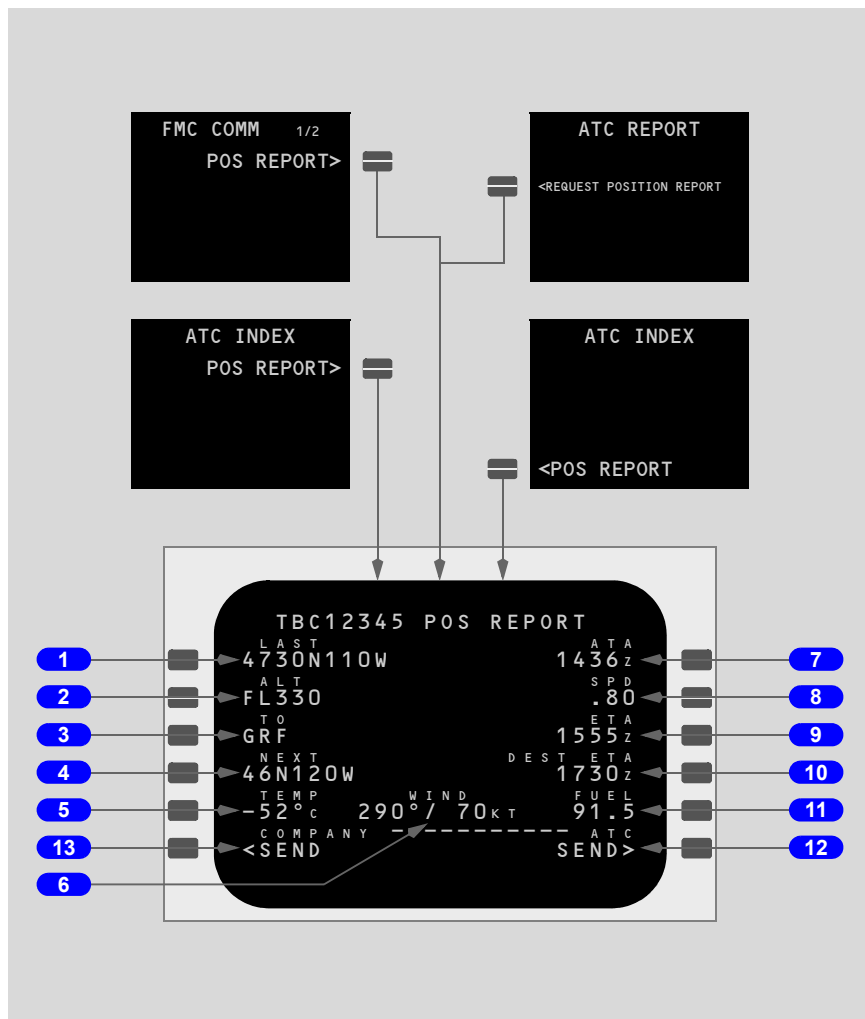 FMC COMM 1/2
POS REPORT>
ATC REPORT
<REQUEST POSITION REPORT
ATC INDEX
POS REPORT>
ATC INDEX
<POS REPORT
TBC12345 POS REPORT
LAST ATA
1 4730N110W 1436z 7
ALT SPD
2 FL330 .80 8
TO ETA
3 GRF 1555z 9
NEXT DEST ETA
4 46N120W 1730z 10
TEMP WIND FUEL
5 -52°c 290°/ 70KT 91.5 11
COMPANY ----------- ATC
13 <SEND SEND> 12
6